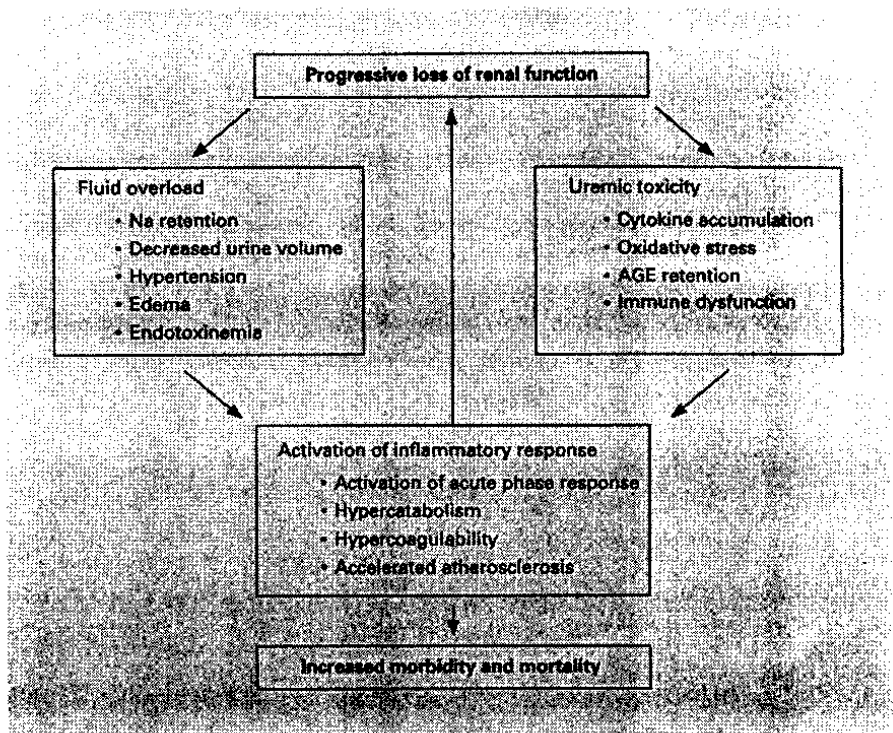 Progressive loss of renal function
Fluid overload
• Na retention
• Decreased urine volume
• Hypertension
• Edema
• Endotoxinemia
Uremic toxicity
• Cytokine accumulation
• Oxidative stress
• AGE retention
• Immune dysfunction
Activation of inflammatory response
• Activation of acute phase response
• Hypercatabolism
• Hypercoagulability
• Accelerated atherosclerosis
Increased morbidity and mortality